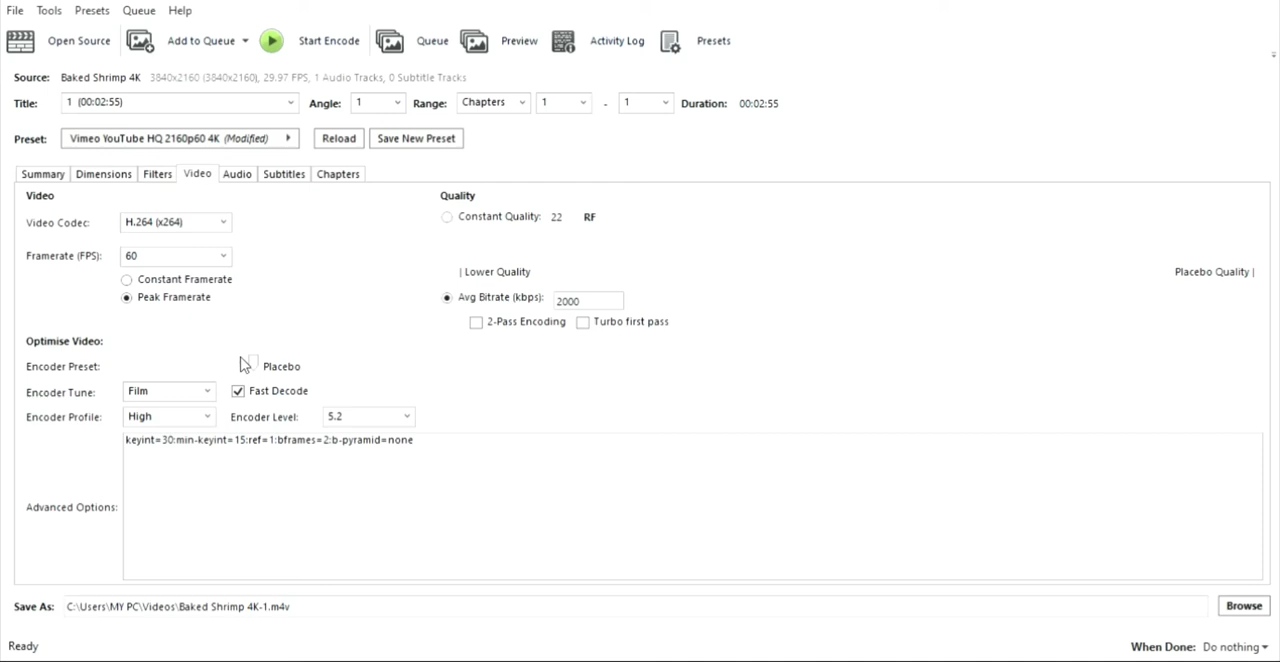 File Tools Presets Queue Help
Open Source Add to Queue Start Encode Queue Preview Activity Log Presets
Source: Baked Shrimp 4K 3840x2160 (3840x2160), 29.97 FPS, 1 Audio Tracks, 0 Subtitle Tracks
Title: 1 (00:02:55) Angle: 1 Range: Chapters 1 - 1 Duration: 00:02:55
Preset: Vimeo YouTube HQ 2160p60 4K (Modified) Reload Save New Preset
Summary Dimensions Filters Video Audio Subtitles Chapters
Video Quality
Video Codec: H.264 (x264) Constant Quality: 22 RF
Framerate (FPS): 60
Constant Framerate | Lower Quality Placebo Quality |
Peak Framerate Avg Bitrate (kbps): 2000
2-Pass Encoding Turbo first pass
Optimise Video:
Encoder Preset: Placebo
Encoder Tune: Film Fast Decode
Encoder Profile: High Encoder Level: 5.2
keyint=30:min-keyint=15:ref=1:bframes=2:b-pyramid=none
Advanced Options:
Save As: C:\Users\MY PC\Videos\Baked Shrimp 4K-1.m4v Browse
Ready When Done: Do nothing